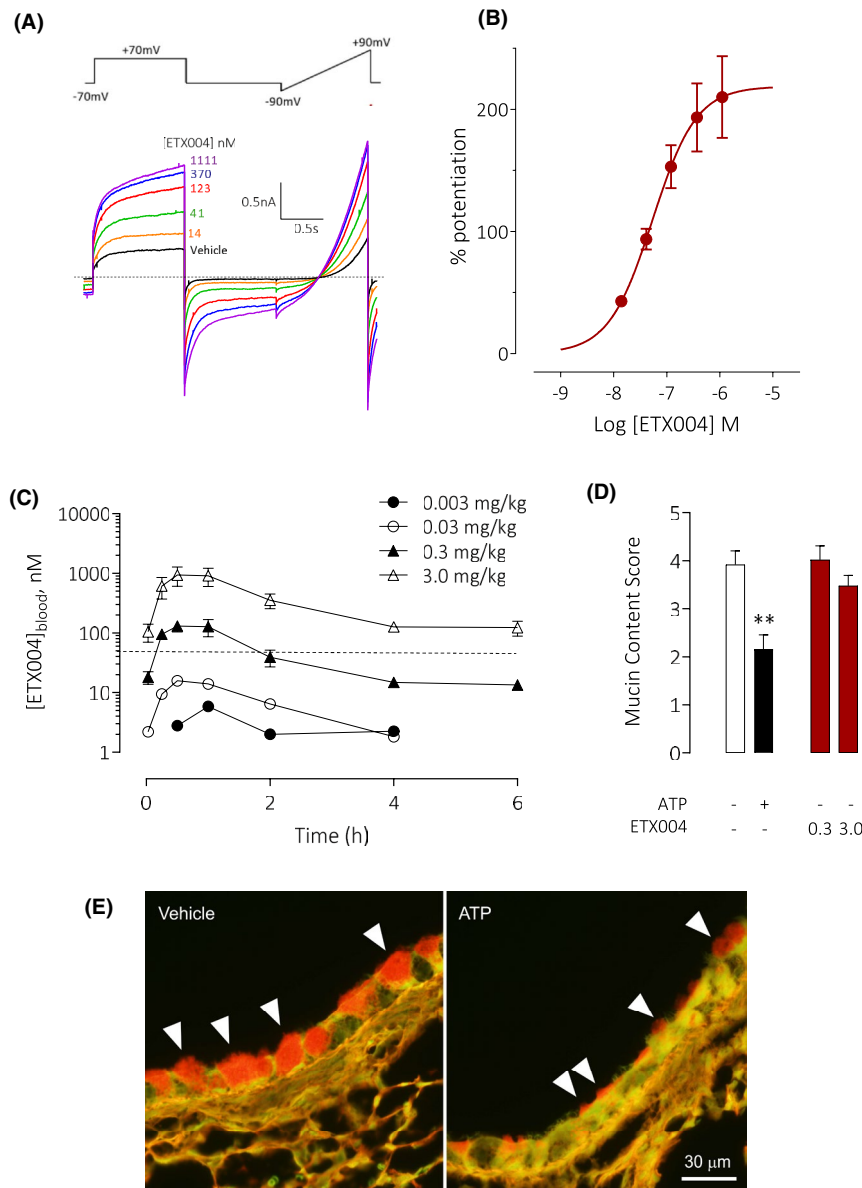 (A)
+70mV
+90mV
-70mV
-90mV
[ETX004] nM
1111
370
123
41
14
Vehicle
0.5nA
0.5s
(B)
% potentiation
200
100
0
-9 -8 -7 -6 -5
Log [ETX004] M
(C)
[ETX004]blood, nM
10000
1000
100
10
1
0 2 4 6
Time (h)
0.003 mg/kg
0.03 mg/kg
0.3 mg/kg
3.0 mg/kg
(D)
Mucin Content Score
5
4
3
2
1
0
**
ATP - + - -
ETX004 - - 0.3 3.0
(E)
Vehicle
ATP
30 μm